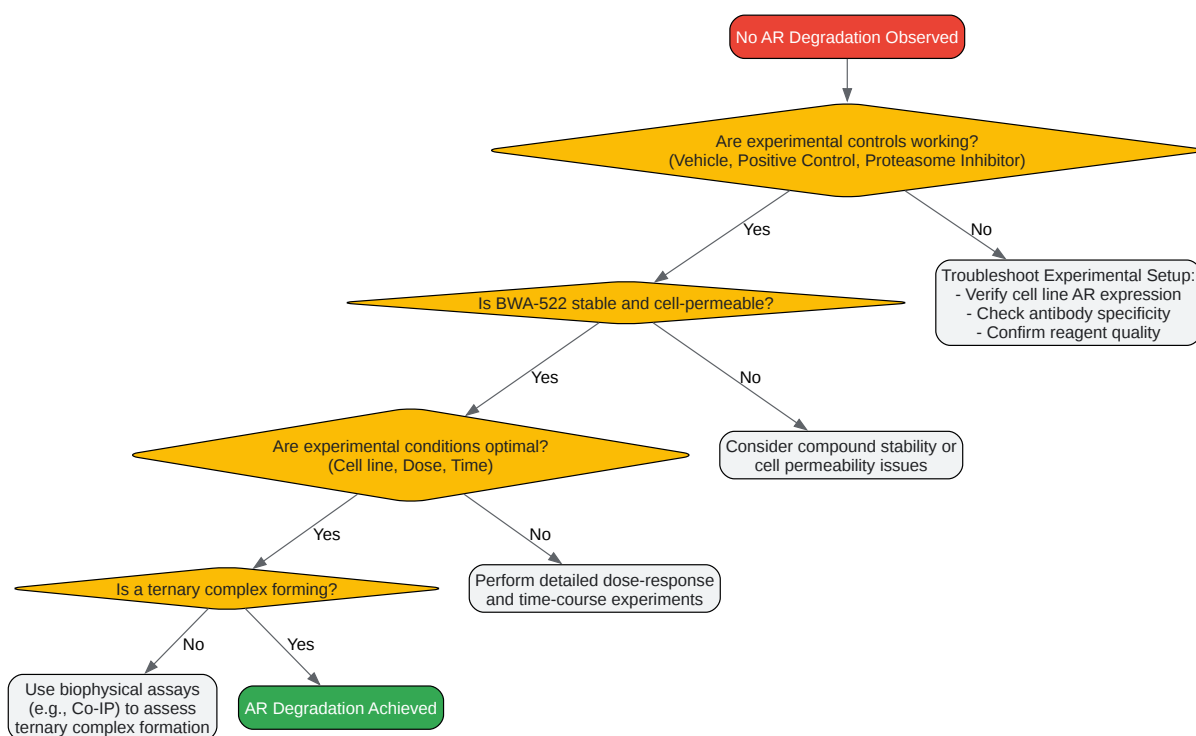 No AR Degradation Observed
Are experimental controls working?
(Vehicle, Positive Control, Proteasome Inhibitor)
Yes
No
Troubleshoot Experimental Setup:
- Verify cell line AR expression
- Check antibody specificity
- Confirm reagent quality
Is BWA-522 stable and cell-permeable?
Yes
No
Consider compound stability or
cell permeability issues
Are experimental conditions optimal?
(Cell line, Dose, Time)
Yes
No
Perform detailed dose-response
and time-course experiments
Is a ternary complex forming?
No
Yes
Use biophysical assays
(e.g., Co-IP) to assess
ternary complex formation
AR Degradation Achieved